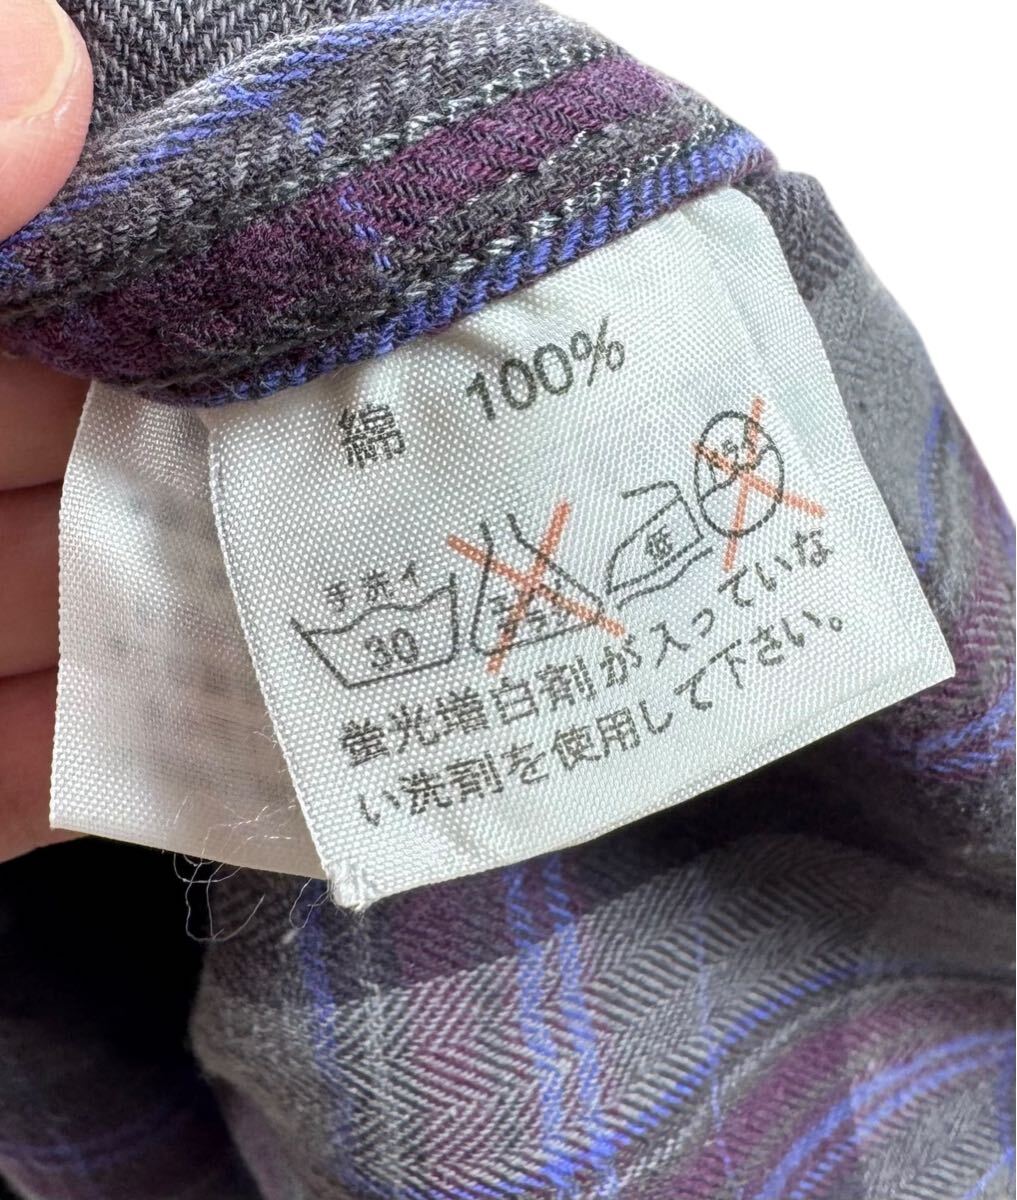 綿 100%
手洗イ
30
低
蛍光増白剤が入っていな
い洗剤を使用して下さい。